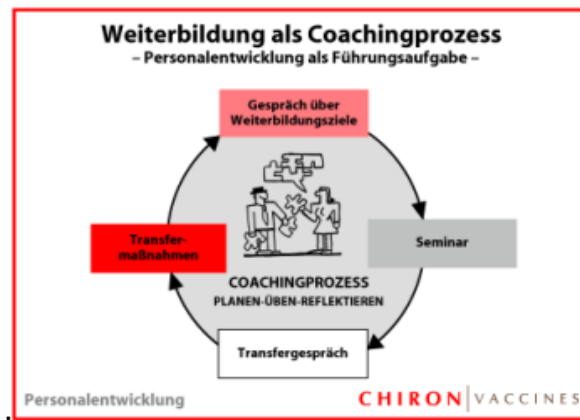 Weiterbildung als Coachingprozess
– Personalentwicklung als Führungsaufgabe –
Gespräch über
Weiterbildungsziele
Transfer-
maßnahmen
Seminar
COACHINGPROZESS
PLANEN-ÜBEN-REFLEKTIEREN
Transfergespräch
Personalentwicklung
CHIRON VACCINES